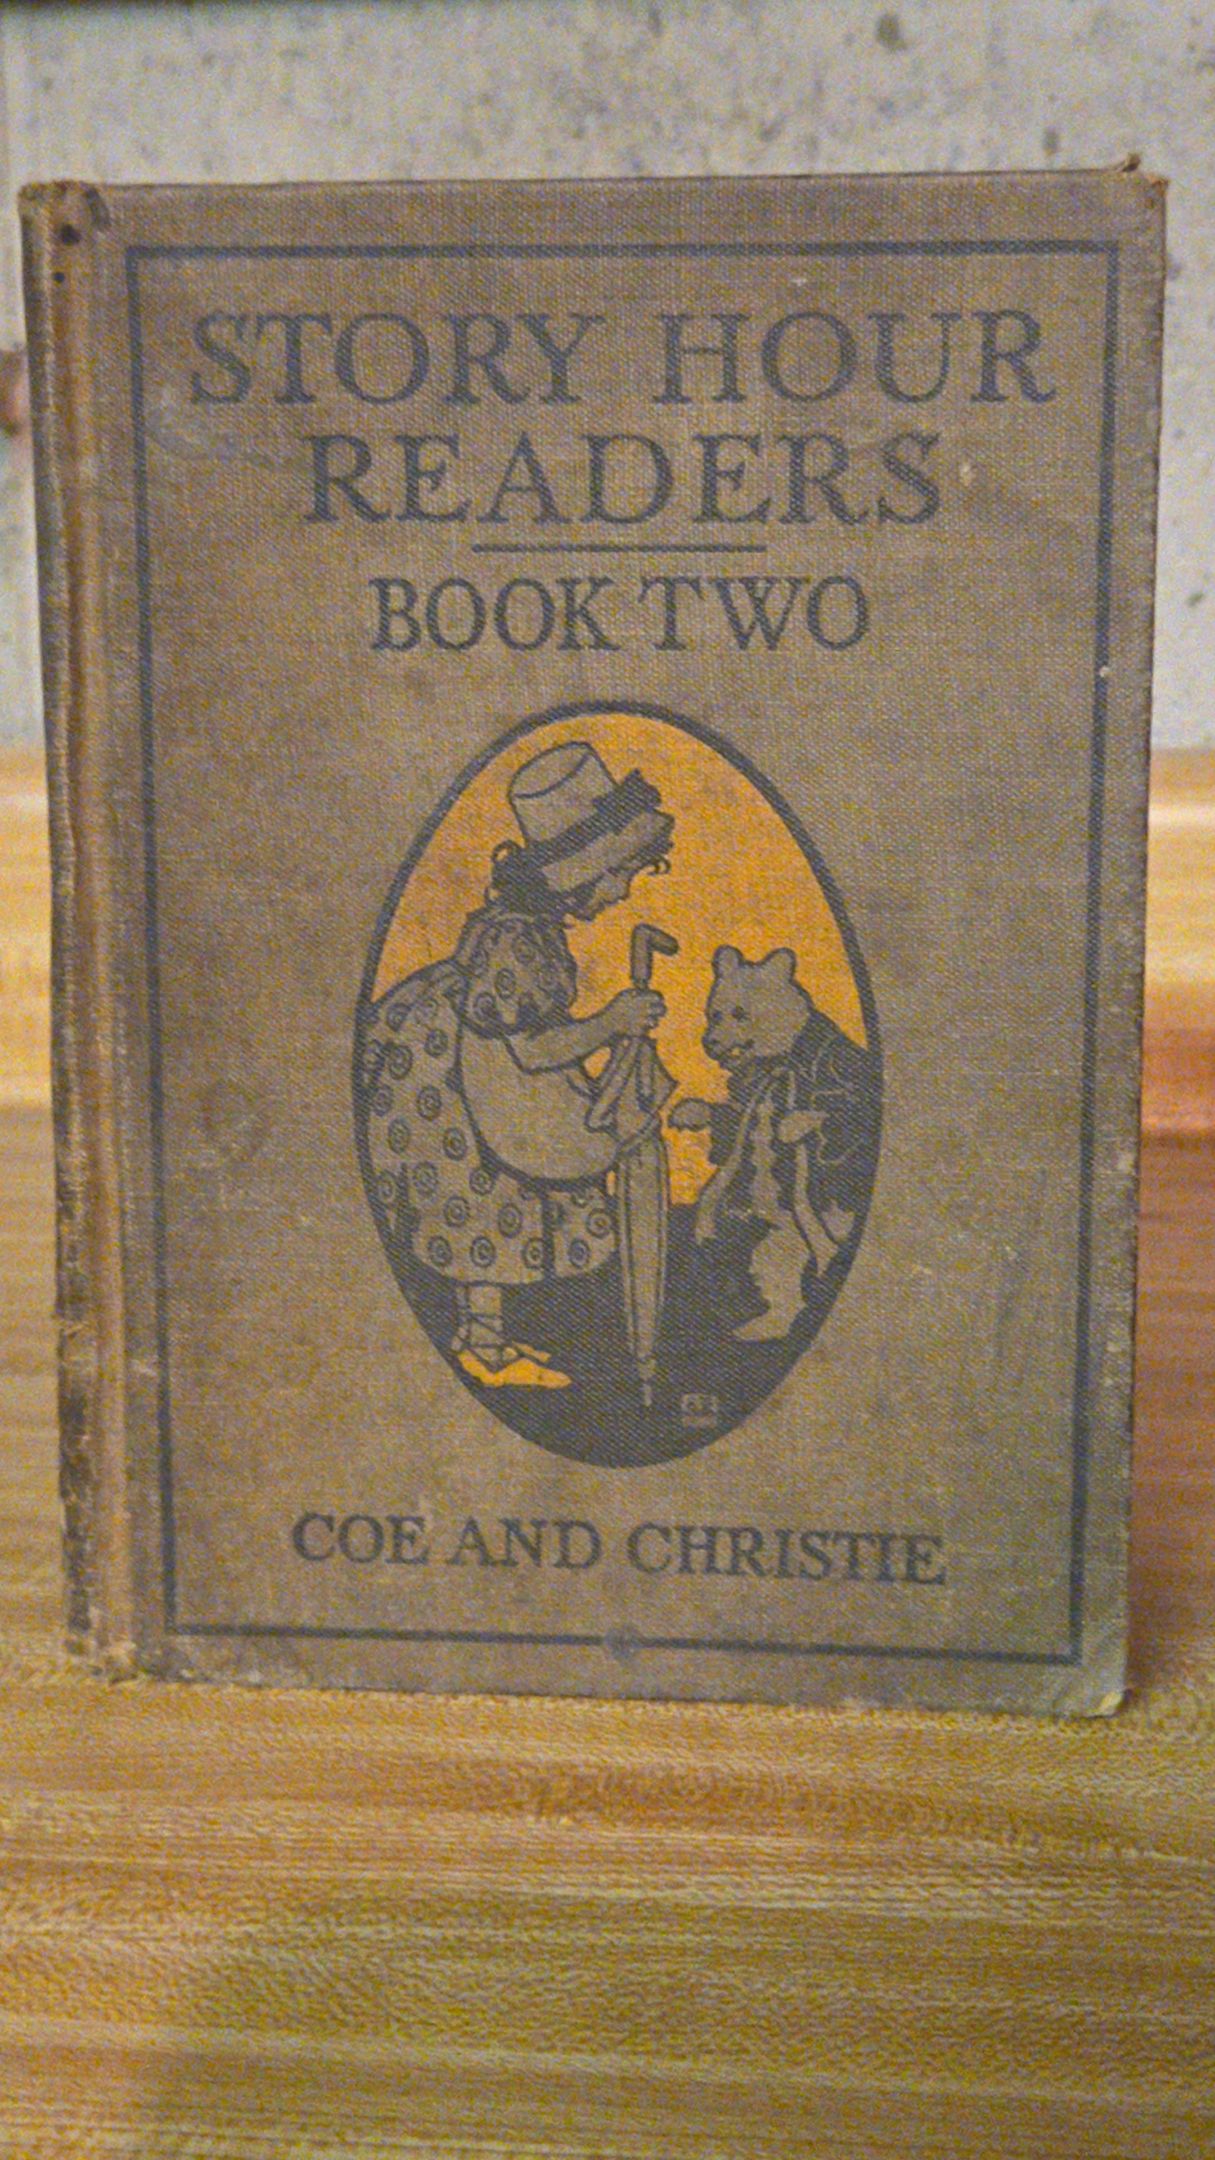 STORY HOUR
READERS
BOOK TWO
COE AND CHRISTIE